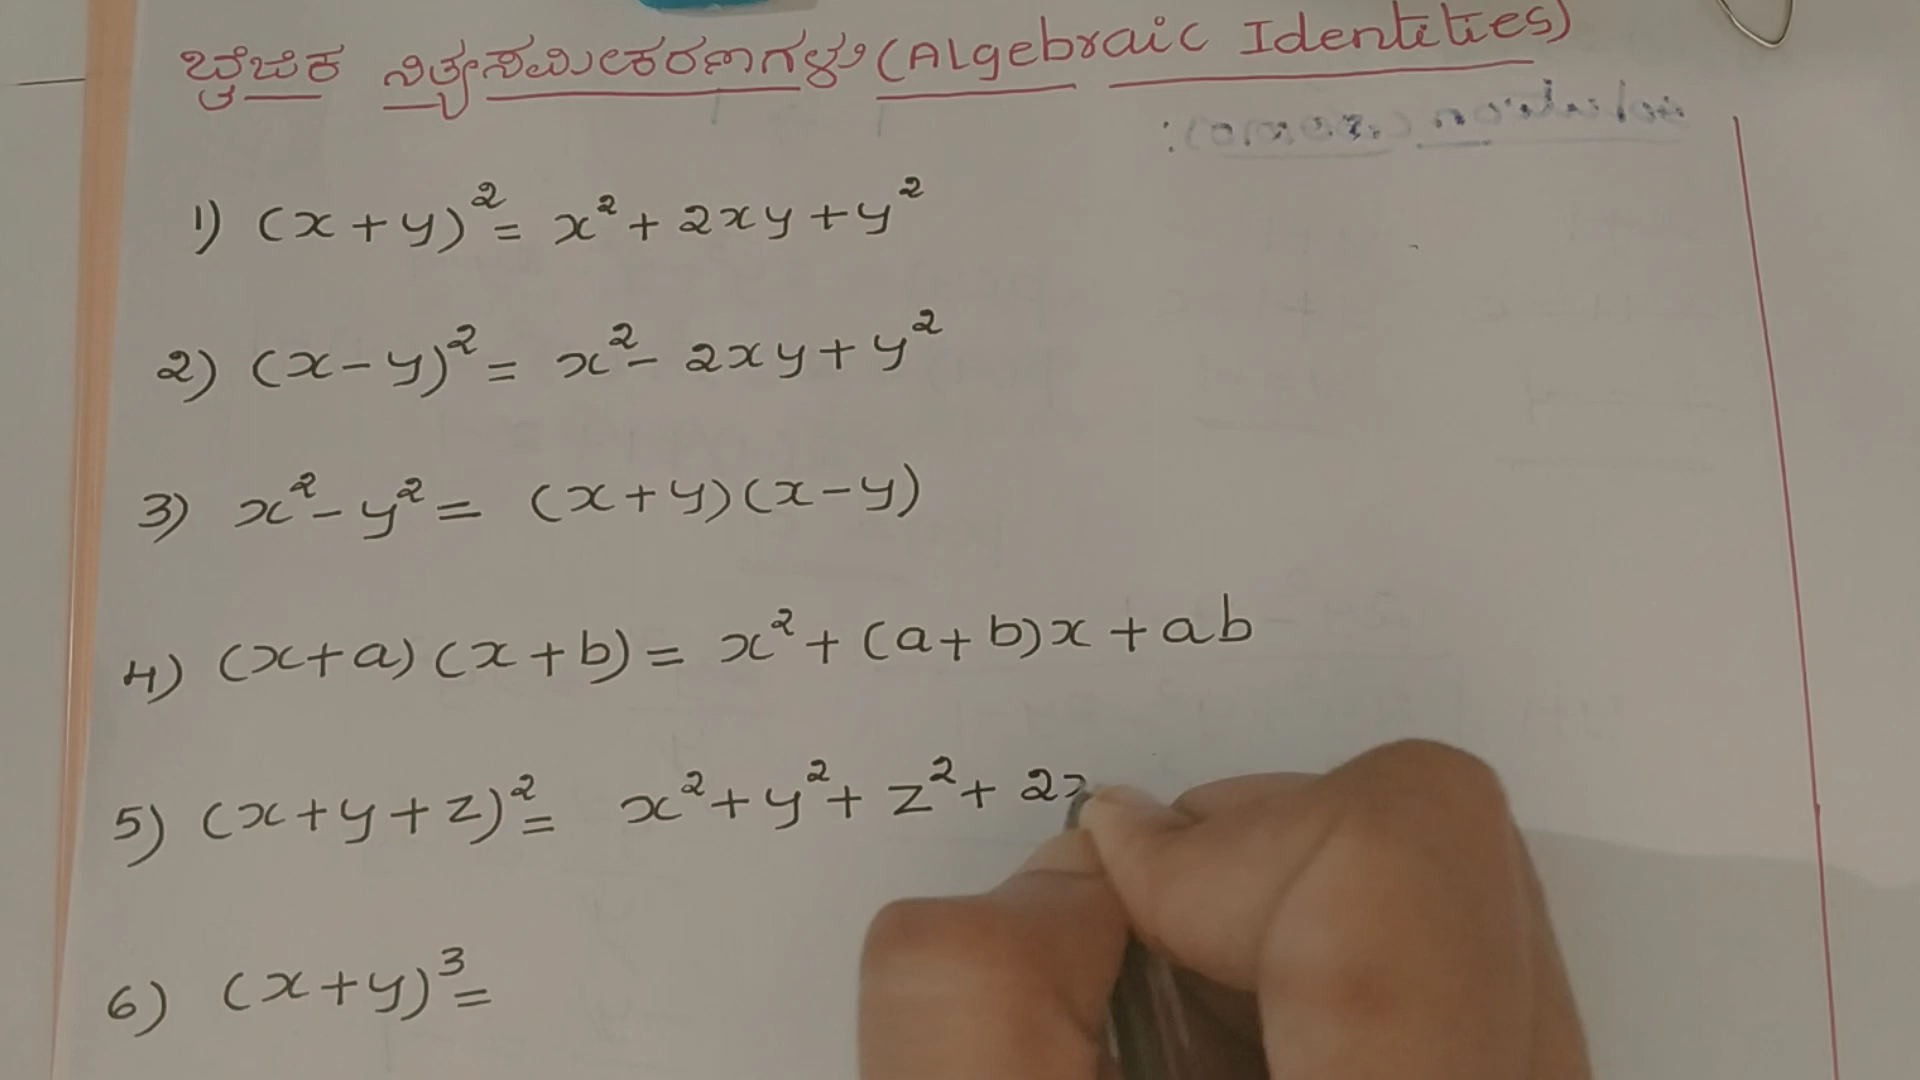 ಬೈಜಿಕ ನಿತ್ಯಸಮೀಕರಣಗಳು (Algebraic Identities)
1) (x+y)² = x² + 2xy + y²
2) (x-y)² = x² - 2xy + y²
3) x² - y² = (x+y)(x-y)
4) (x+a)(x+b) = x² + (a+b)x + ab
5) (x+y+z)² = x² + y² + z² + 2x
6) (x+y)³ =